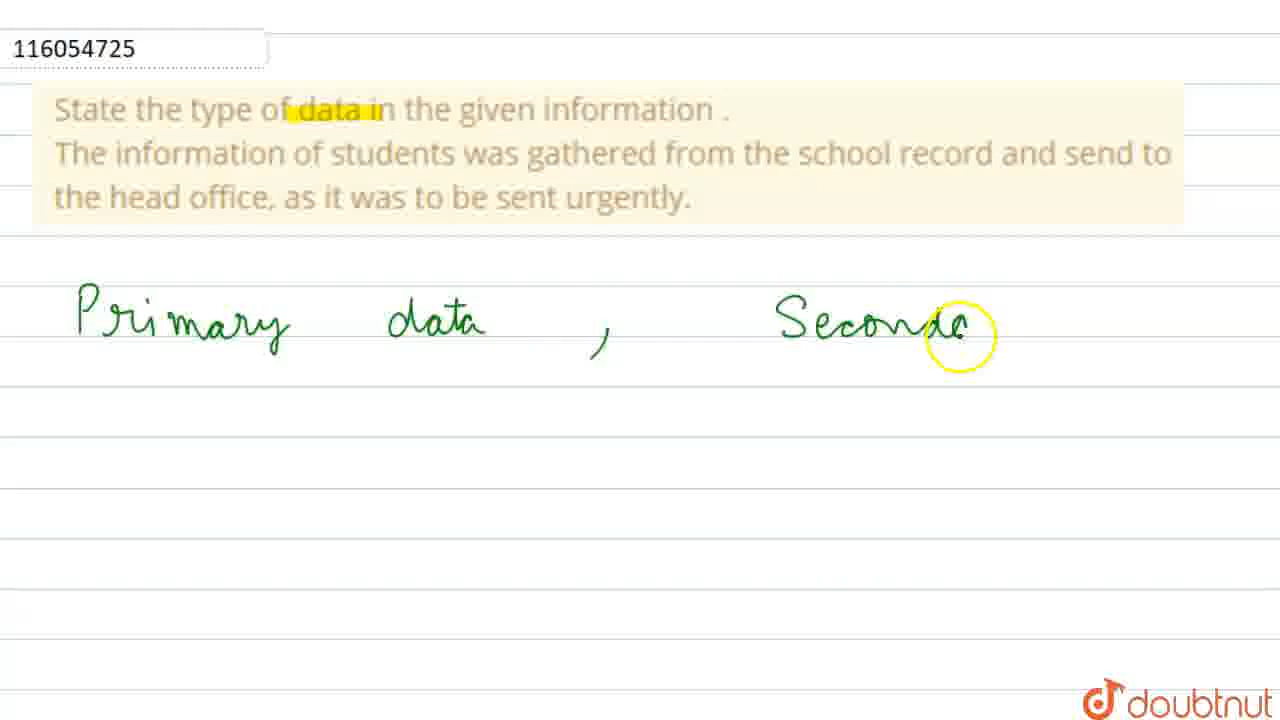 116054725
State the type of data in the given information .
The information of students was gathered from the school record and send to
the head office, as it was to be sent urgently.
Primary data , Seconda
doubtnut